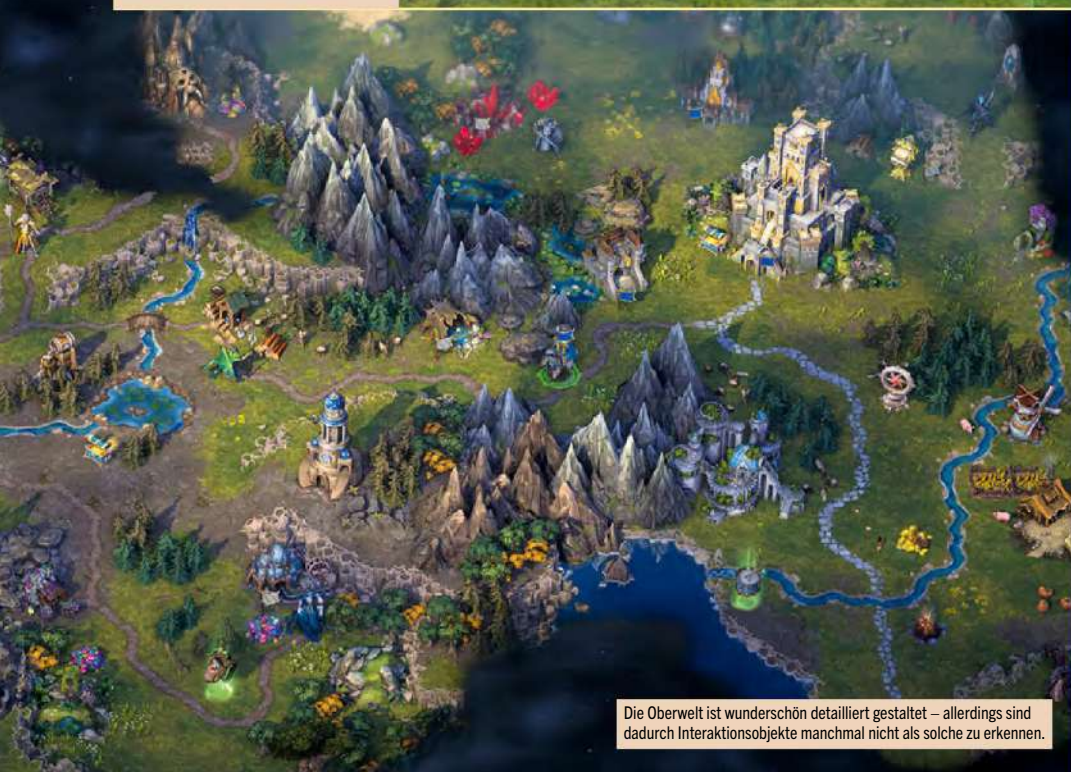 Die Oberwelt ist wunderschön detailliert gestaltet – allerdings sind
dadurch Interaktionsobjekte manchmal nicht als solche zu erkennen.